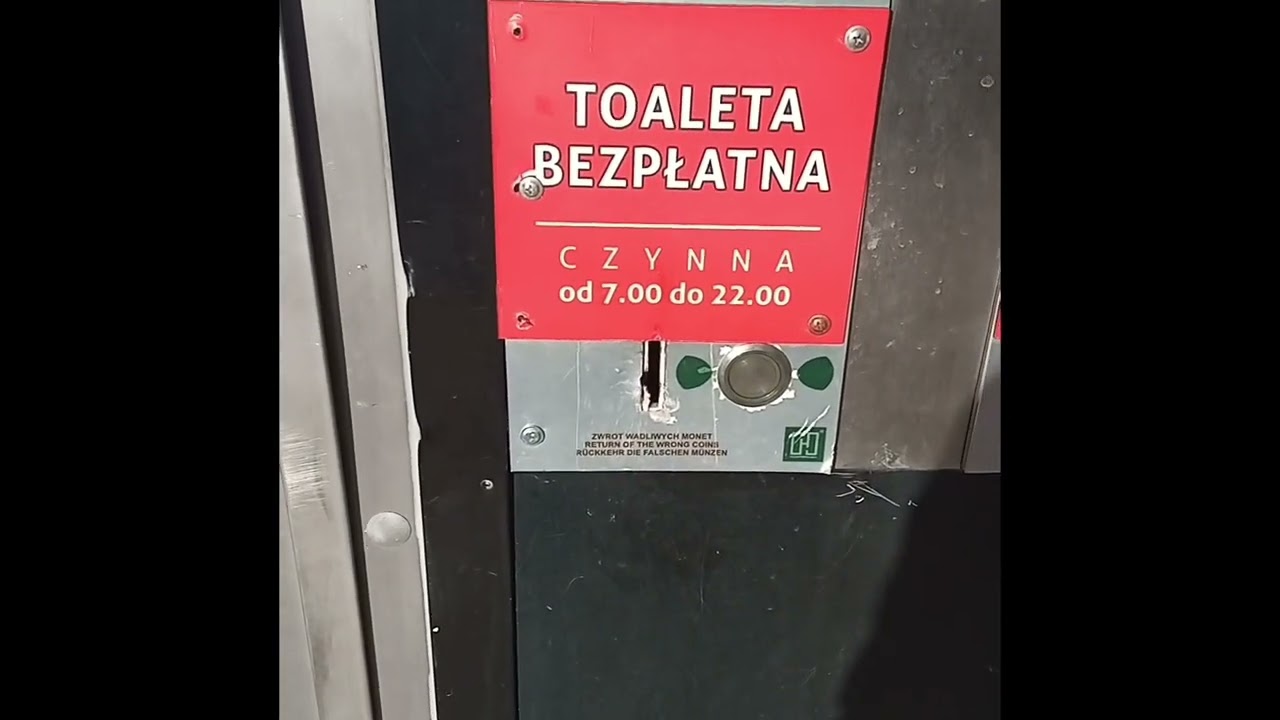 TOALETA
BEZPŁATNA
CZYNNA
od 7.00 do 22.00
ZWROT WADLIWYCH MONET
RETURN OF THE WRONG COINS
RÜCKKEHR DIE FALSCHEN MÜNZEN